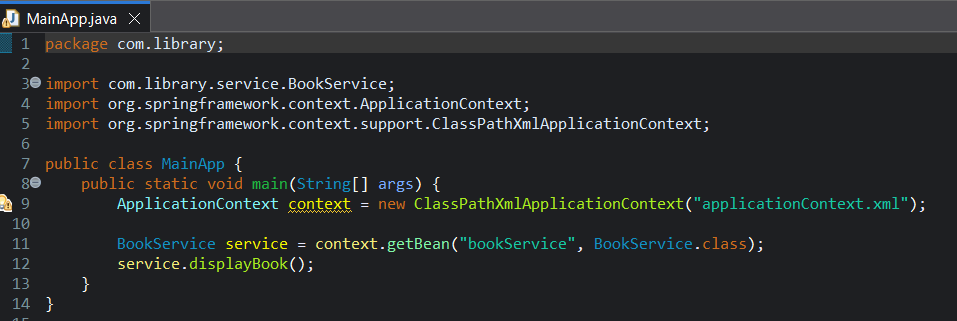 MainApp.java
1 package com.library;
2
3 import com.library.service.BookService;
4 import org.springframework.context.ApplicationContext;
5 import org.springframework.context.support.ClassPathXmlApplicationContext;
6
7 public class MainApp {
8     public static void main(String[] args) {
9         ApplicationContext context = new ClassPathXmlApplicationContext("applicationContext.xml");
10
11         BookService service = context.getBean("bookService", BookService.class);
12         service.displayBook();
13     }
14 }